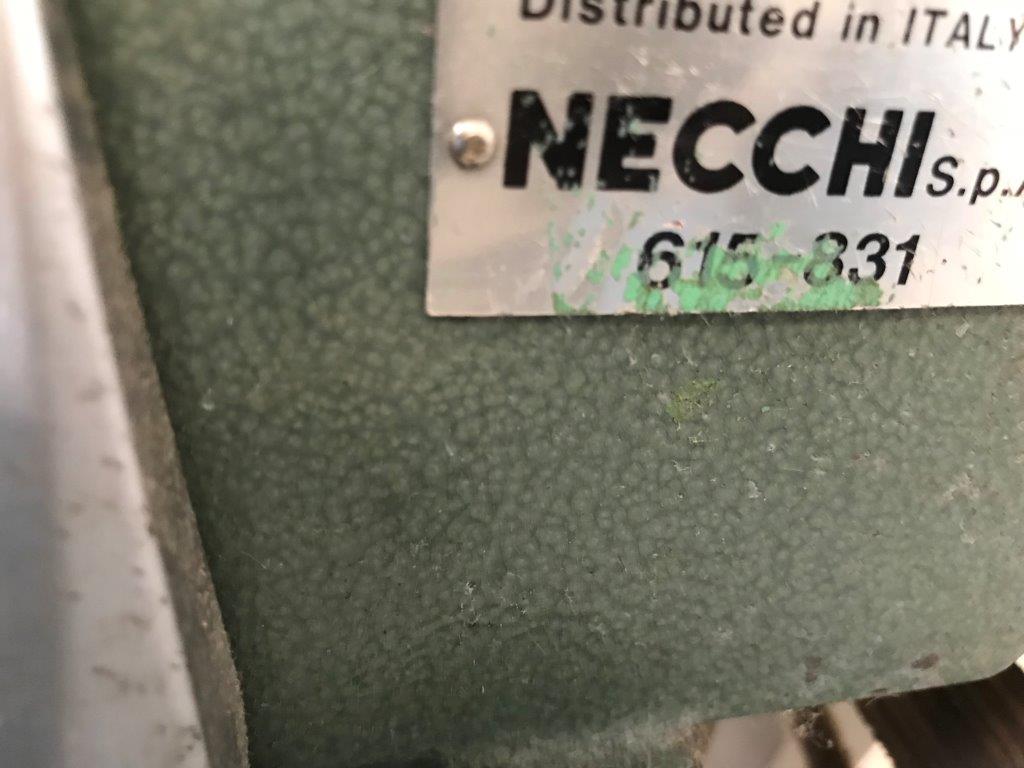 Distributed in ITALY
NECCHI S.p.A
615-831